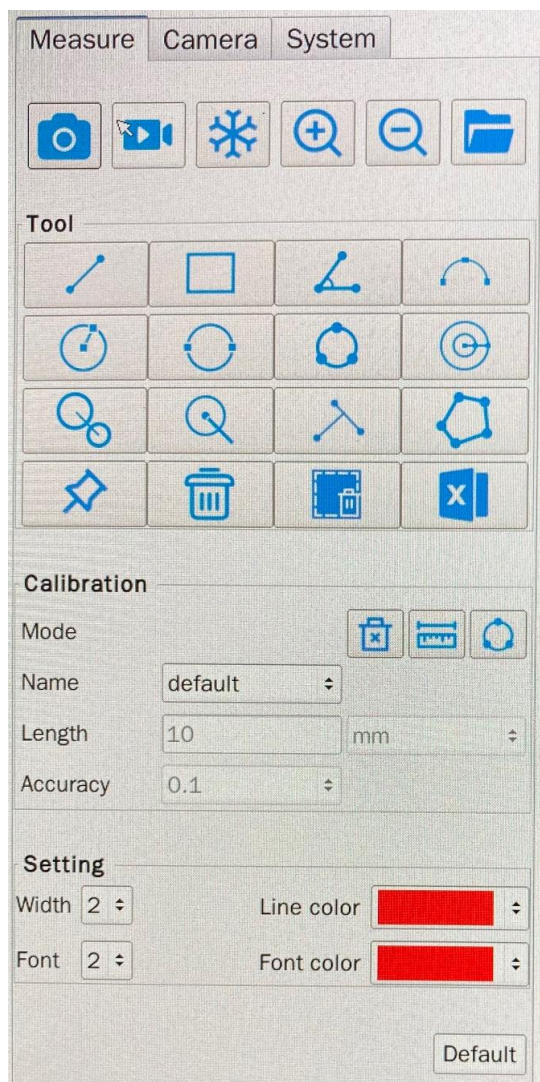 Measure Camera System
Tool
X
Calibration
Mode
Name default
Length 10 mm
Accuracy 0.1
Setting
Width 2 Line color
Font 2 Font color
Default